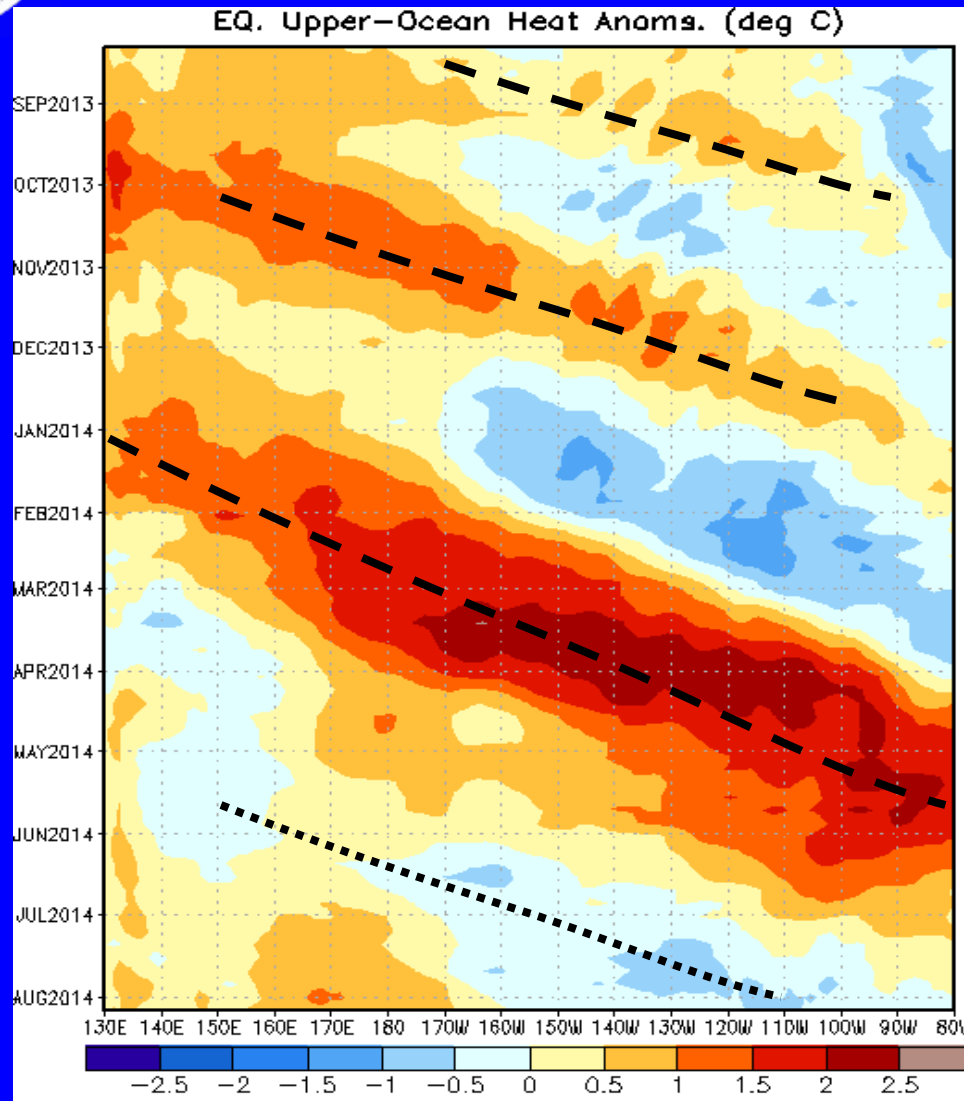 EQ. Upper-Ocean Heat Anoms. (deg C)
SEP2013
OCT2013
NOV2013
DEC2013
JAN2014
FEB2014
MAR2014
APR2014
MAY2014
JUN2014
JUL2014
AUG2014
130E 140E 150E 160E 170E 180 170W 160W 150W 140W 130W 120W 110W 100W 90W 80W
-2.5 -2 -1.5 -1 -0.5 0 0.5 1 1.5 2 2.5